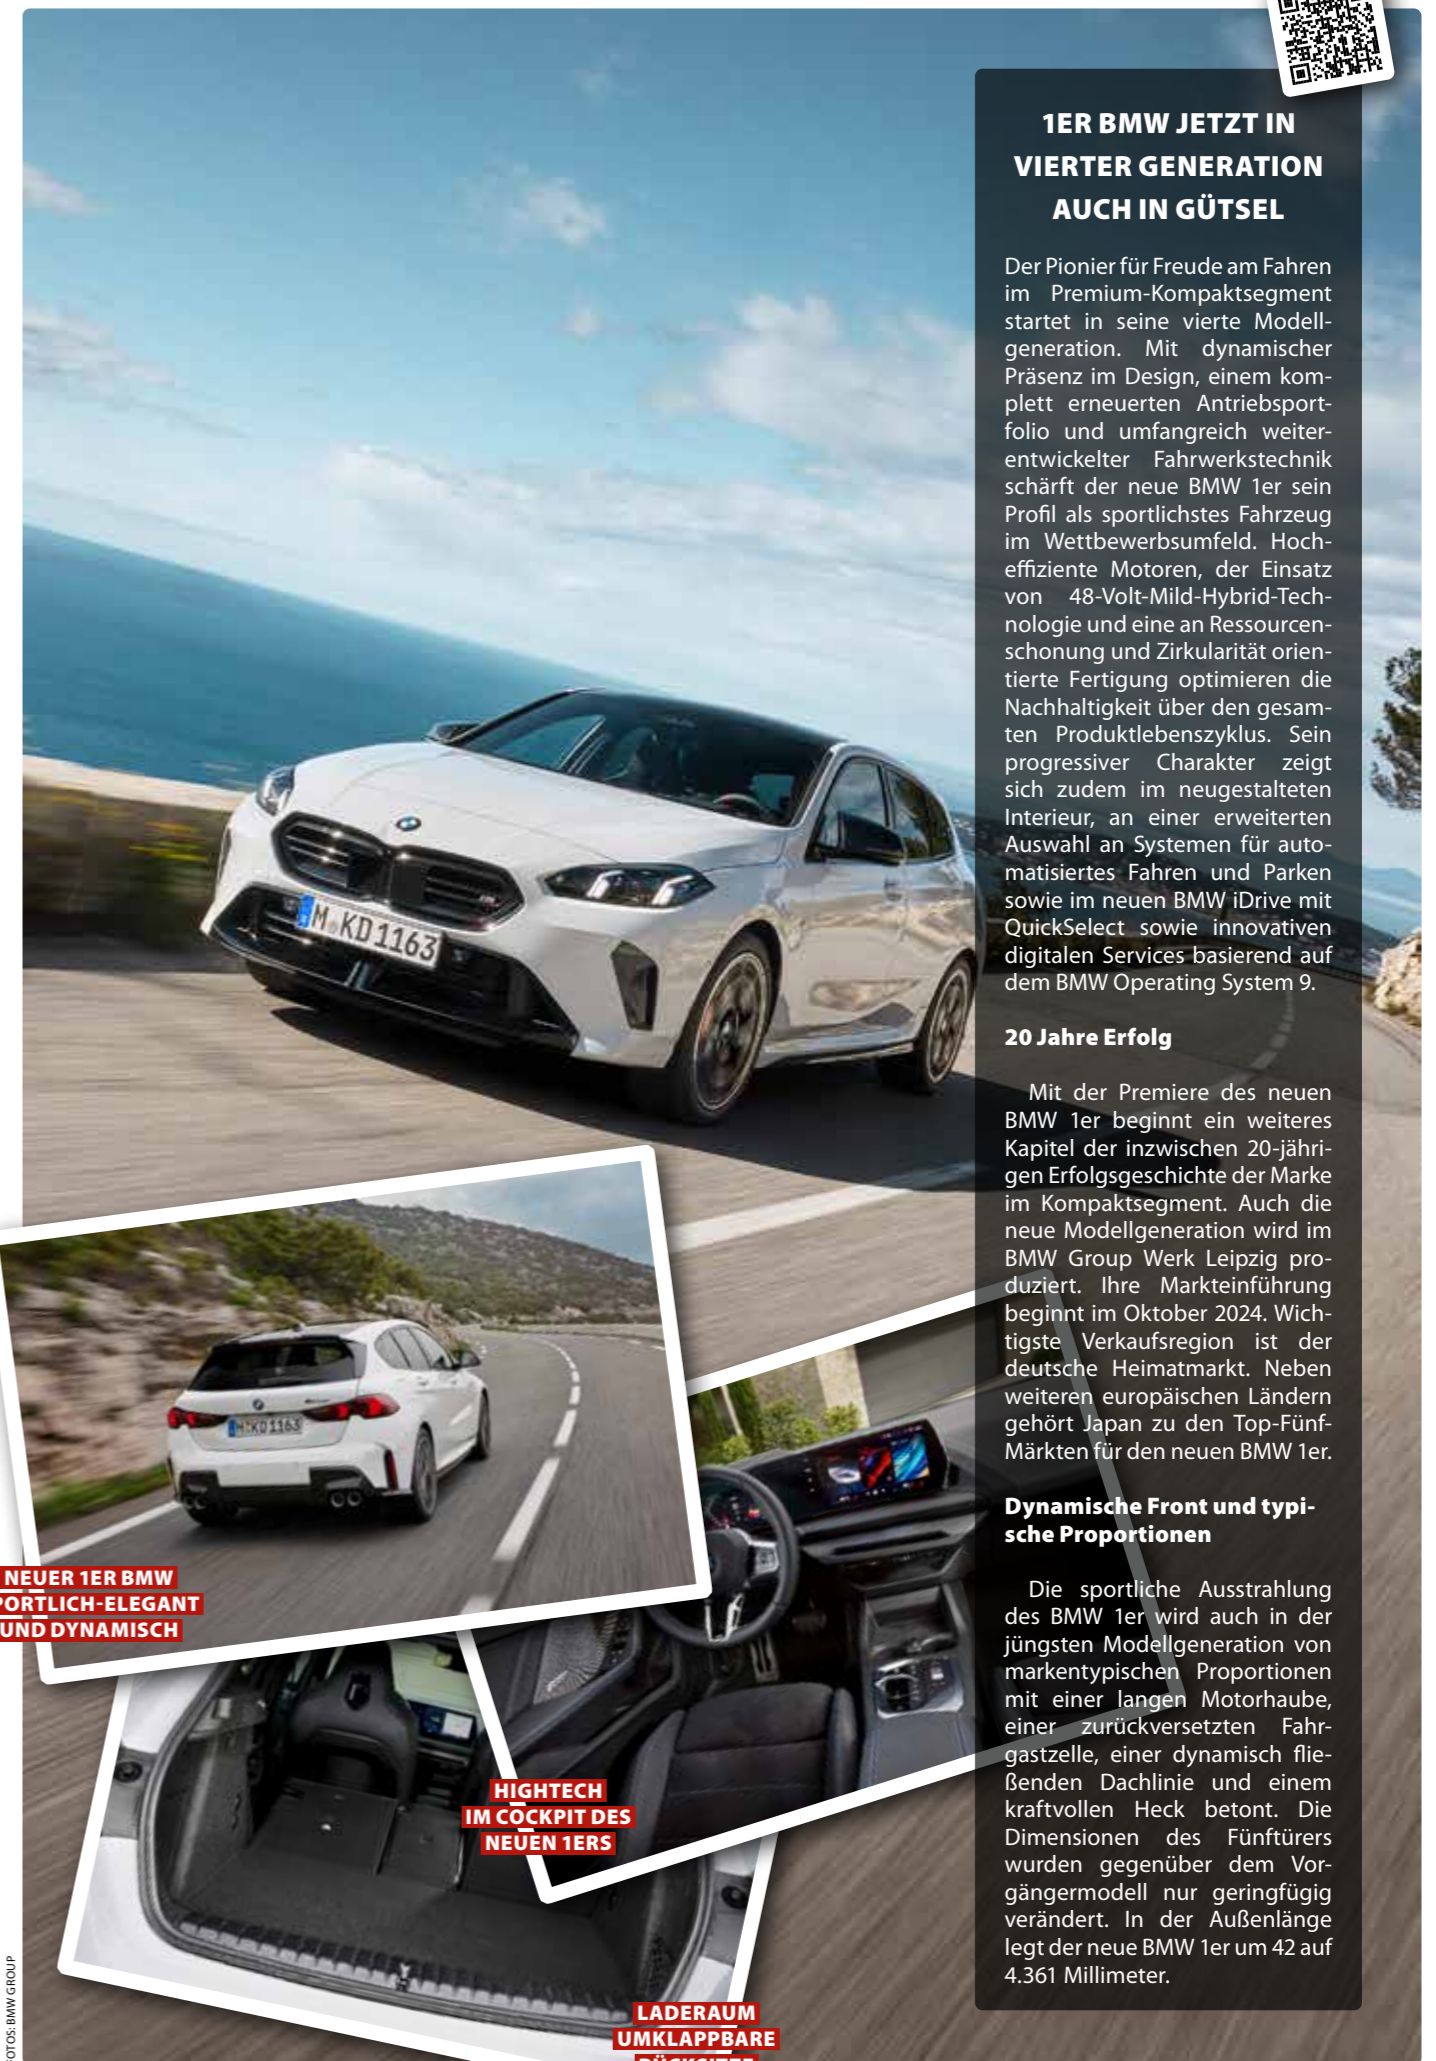 1ER BMW JETZT IN
VIERTER GENERATION
AUCH IN GÜTSEL
Der Pionier für Freude am Fahren
im Premium-Kompaktsegment
startet in seine vierte Modell-
generation. Mit dynamischer
Präsenz im Design, einem kom-
plett erneuerten Antriebsport-
folio und umfangreich weiter-
entwickelter Fahrwerkstechnik
schärft der neue BMW 1er sein
Profil als sportlichstes Fahrzeug
im Wettbewerbsumfeld. Hoch-
effiziente Motoren, der Einsatz
von 48-Volt-Mild-Hybrid-Tech-
nologie und eine an Ressourcen-
schonung und Zirkularität orien-
tierte Fertigung optimieren die
Nachhaltigkeit über den gesam-
ten Produktlebenszyklus. Sein
progressiver Charakter zeigt
sich zudem im neugestalteten
Interieur, an einer erweiterten
Auswahl an Systemen für auto-
matisiertes Fahren und Parken
sowie im neuen BMW iDrive mit
QuickSelect sowie innovativen
digitalen Services basierend auf
dem BMW Operating System 9.
20 Jahre Erfolg
Mit der Premiere des neuen
BMW 1er beginnt ein weiteres
Kapitel der inzwischen 20-jähri-
gen Erfolgsgeschichte der Marke
im Kompaktsegment. Auch die
neue Modellgeneration wird im
BMW Group Werk Leipzig pro-
duziert. Ihre Markteinführung
beginnt im Oktober 2024. Wich-
tigste Verkaufsregion ist der
deutsche Heimatmarkt. Neben
weiteren europäischen Ländern
gehört Japan zu den Top-Fünf-
Märkten für den neuen BMW 1er.
Dynamische Front und typi-
sche Proportionen
Die sportliche Ausstrahlung
des BMW 1er wird auch in der
jüngsten Modellgeneration von
markentypischen Proportionen
mit einer langen Motorhaube,
einer zurückversetzten Fahr-
gastzelle, einer dynamisch flie-
ßenden Dachlinie und einem
kraftvollen Heck betont. Die
Dimensionen des Fünftürers
wurden gegenüber dem Vor-
gängermodell nur geringfügig
verändert. In der Außenlänge
legt der neue BMW 1er um 42 auf
4.361 Millimeter.
M KD 1163
M KD 1163
NEUER 1ER BMW
PORTLICH-ELEGANT
UND DYNAMISCH
HIGHTECH
IM COCKPIT DES
NEUEN 1ERS
LADERAUM
UMKLAPPBARE
RÜCKSITZE
FOTOS: BMW GROUP